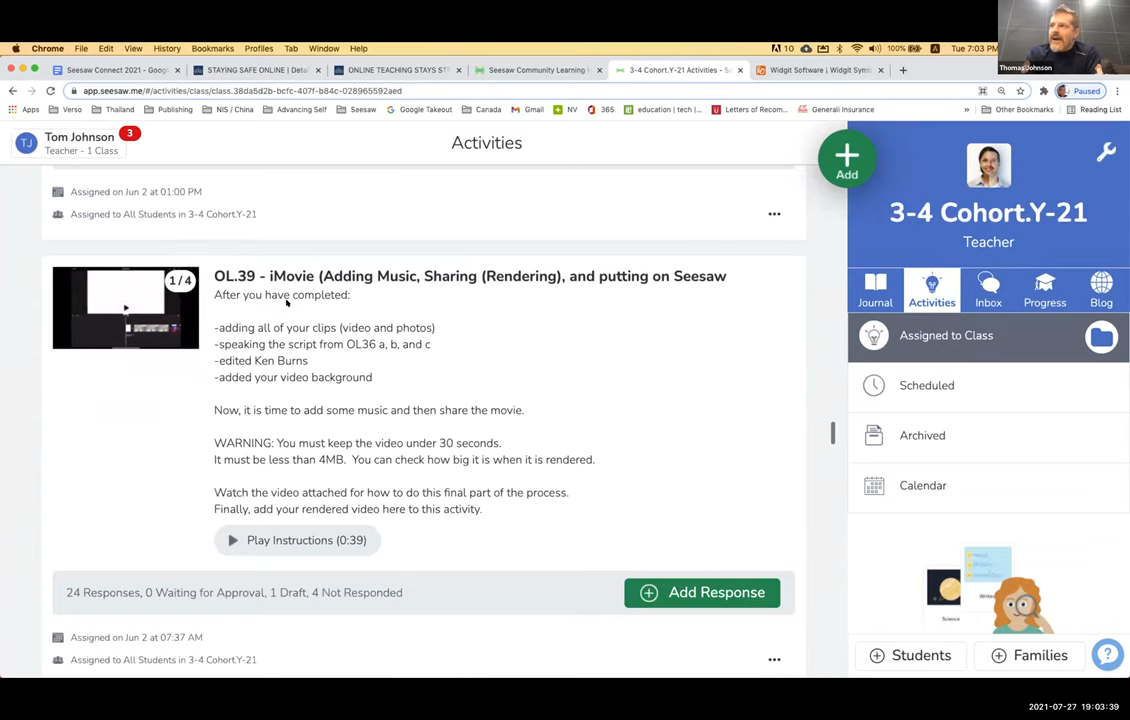 Chrome File Edit View History Bookmarks Profiles Tab Window Help
10 100% A Tue 7:03 PM
Thomas Johnson
Seesaw Connect 2021 - Goog
STAYING SAFE ONLINE | Deta
ONLINE TEACHING STAYS ST
Seesaw Community Learning
3-4 Cohort.Y-21 Activities - S
Widgit Software | Widgit Sym
app.seesaw.me/#/activities/class/class.38da5d2b-bcfc-407f-b84c-028965592aed
Paused
Apps Verso Thailand Publishing NIS / China Advancing Self Seesaw Google Takeout Canada Gmail NV 365 education | tech |... Letters of Recom... Generali Insurance » Other Bookmarks Reading List
TJ
Tom Johnson
3
Teacher - 1 Class
Activities
Add
Assigned on Jun 2 at 01:00 PM
Assigned to All Students in 3-4 Cohort.Y-21
1 / 4
OL.39 - iMovie (Adding Music, Sharing (Rendering), and putting on Seesaw
After you have completed:
-adding all of your clips (video and photos)
-speaking the script from OL36 a, b, and c
-edited Ken Burns
-added your video background
Now, it is time to add some music and then share the movie.
WARNING: You must keep the video under 30 seconds.
It must be less than 4MB. You can check how big it is when it is rendered.
Watch the video attached for how to do this final part of the process.
Finally, add your rendered video here to this activity.
Play Instructions (0:39)
24 Responses, 0 Waiting for Approval, 1 Draft, 4 Not Responded
Add Response
Assigned on Jun 2 at 07:37 AM
Assigned to All Students in 3-4 Cohort.Y-21
3-4 Cohort.Y-21
Teacher
Journal Activities Inbox Progress Blog
Assigned to Class
Scheduled
Archived
Calendar
Science
Students
Families
?
2021-07-27 19:03:39